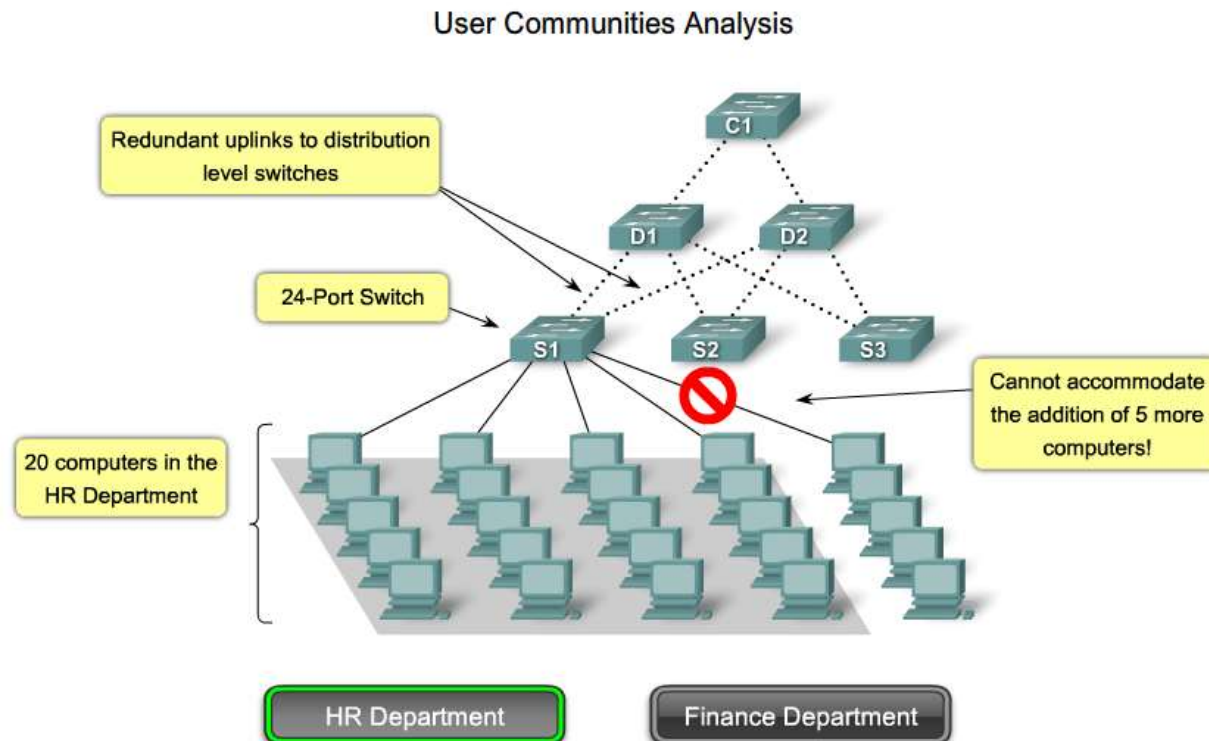 User Communities Analysis
C1
Redundant uplinks to distribution
level switches
D1
D2
24-Port Switch
S1
S2
S3
Cannot accommodate
the addition of 5 more
computers!
20 computers in the
HR Department
HR Department
Finance Department